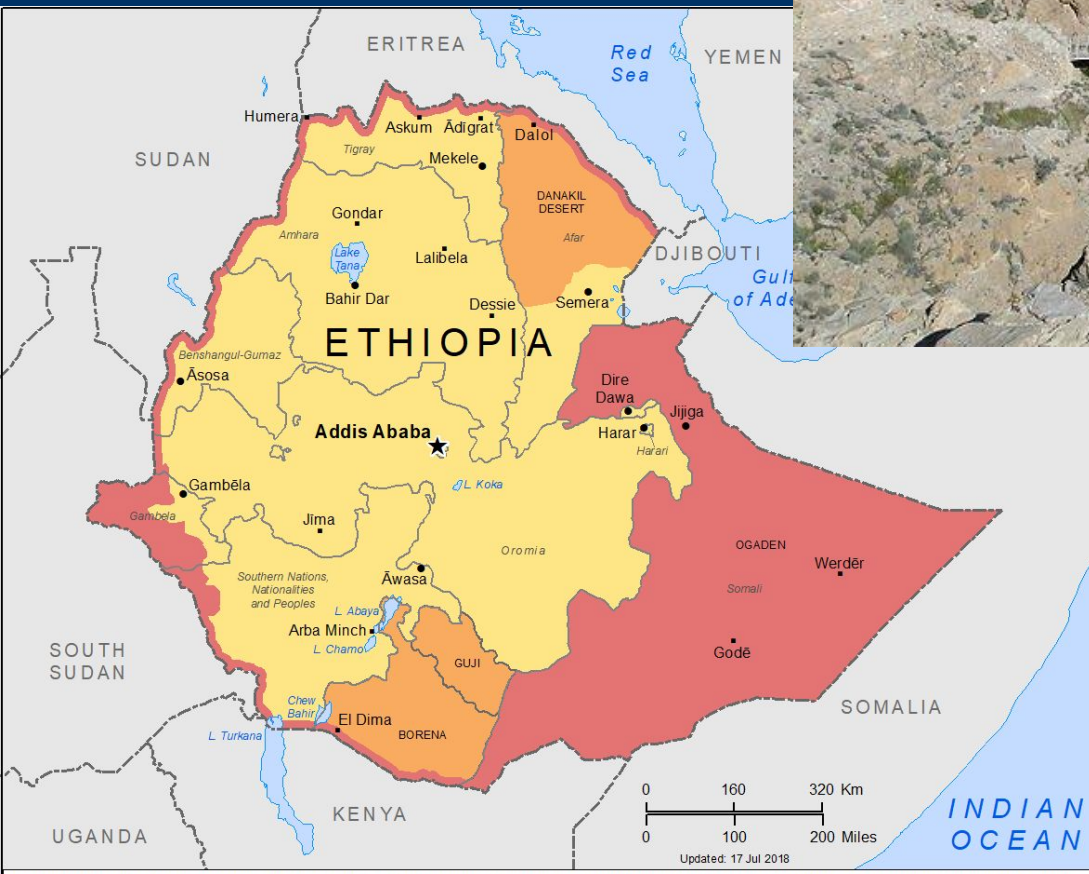 ERITREA
Red
Sea
YEMEN
Humera
Askum
Ādīgrat
Dalol
SUDAN
Tigray
Mekele
DANAKIL
DESERT
Gondar
Amhara
Afar
Lake
Tana
Lalibela
DJIBOUTI
Gulf
of Ade
Bahir Dar
Dessie
Semera
ETHIOPIA
Benshangul-Gumaz
Āsosa
Dire
Dawa
Jijiga
Addis Ababa
Harar
Harari
Gambēla
L. Koka
Gambela
Jīma
Oromia
OGADEN
Werdēr
Southern Nations,
Nationalities
and Peoples
Āwasa
Somali
L. Abaya
Arba Minch
L. Chamo
GUJI
Godē
SOUTH
SUDAN
Chew
Bahir
El Dima
SOMALIA
L. Turkana
BORENA
KENYA
0 160 320 Km
0 100 200 Miles
Updated: 17 Jul 2018
INDIAN
OCEAN
UGANDA